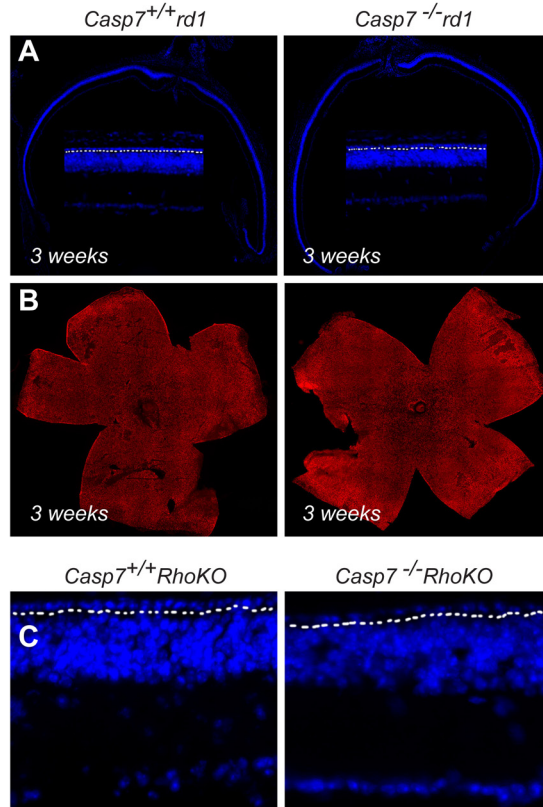 Casp7+/+rd1 Casp7-/-rd1
A
3 weeks 3 weeks
B
3 weeks 3 weeks
Casp7+/+RhoKO Casp7-/-RhoKO
C